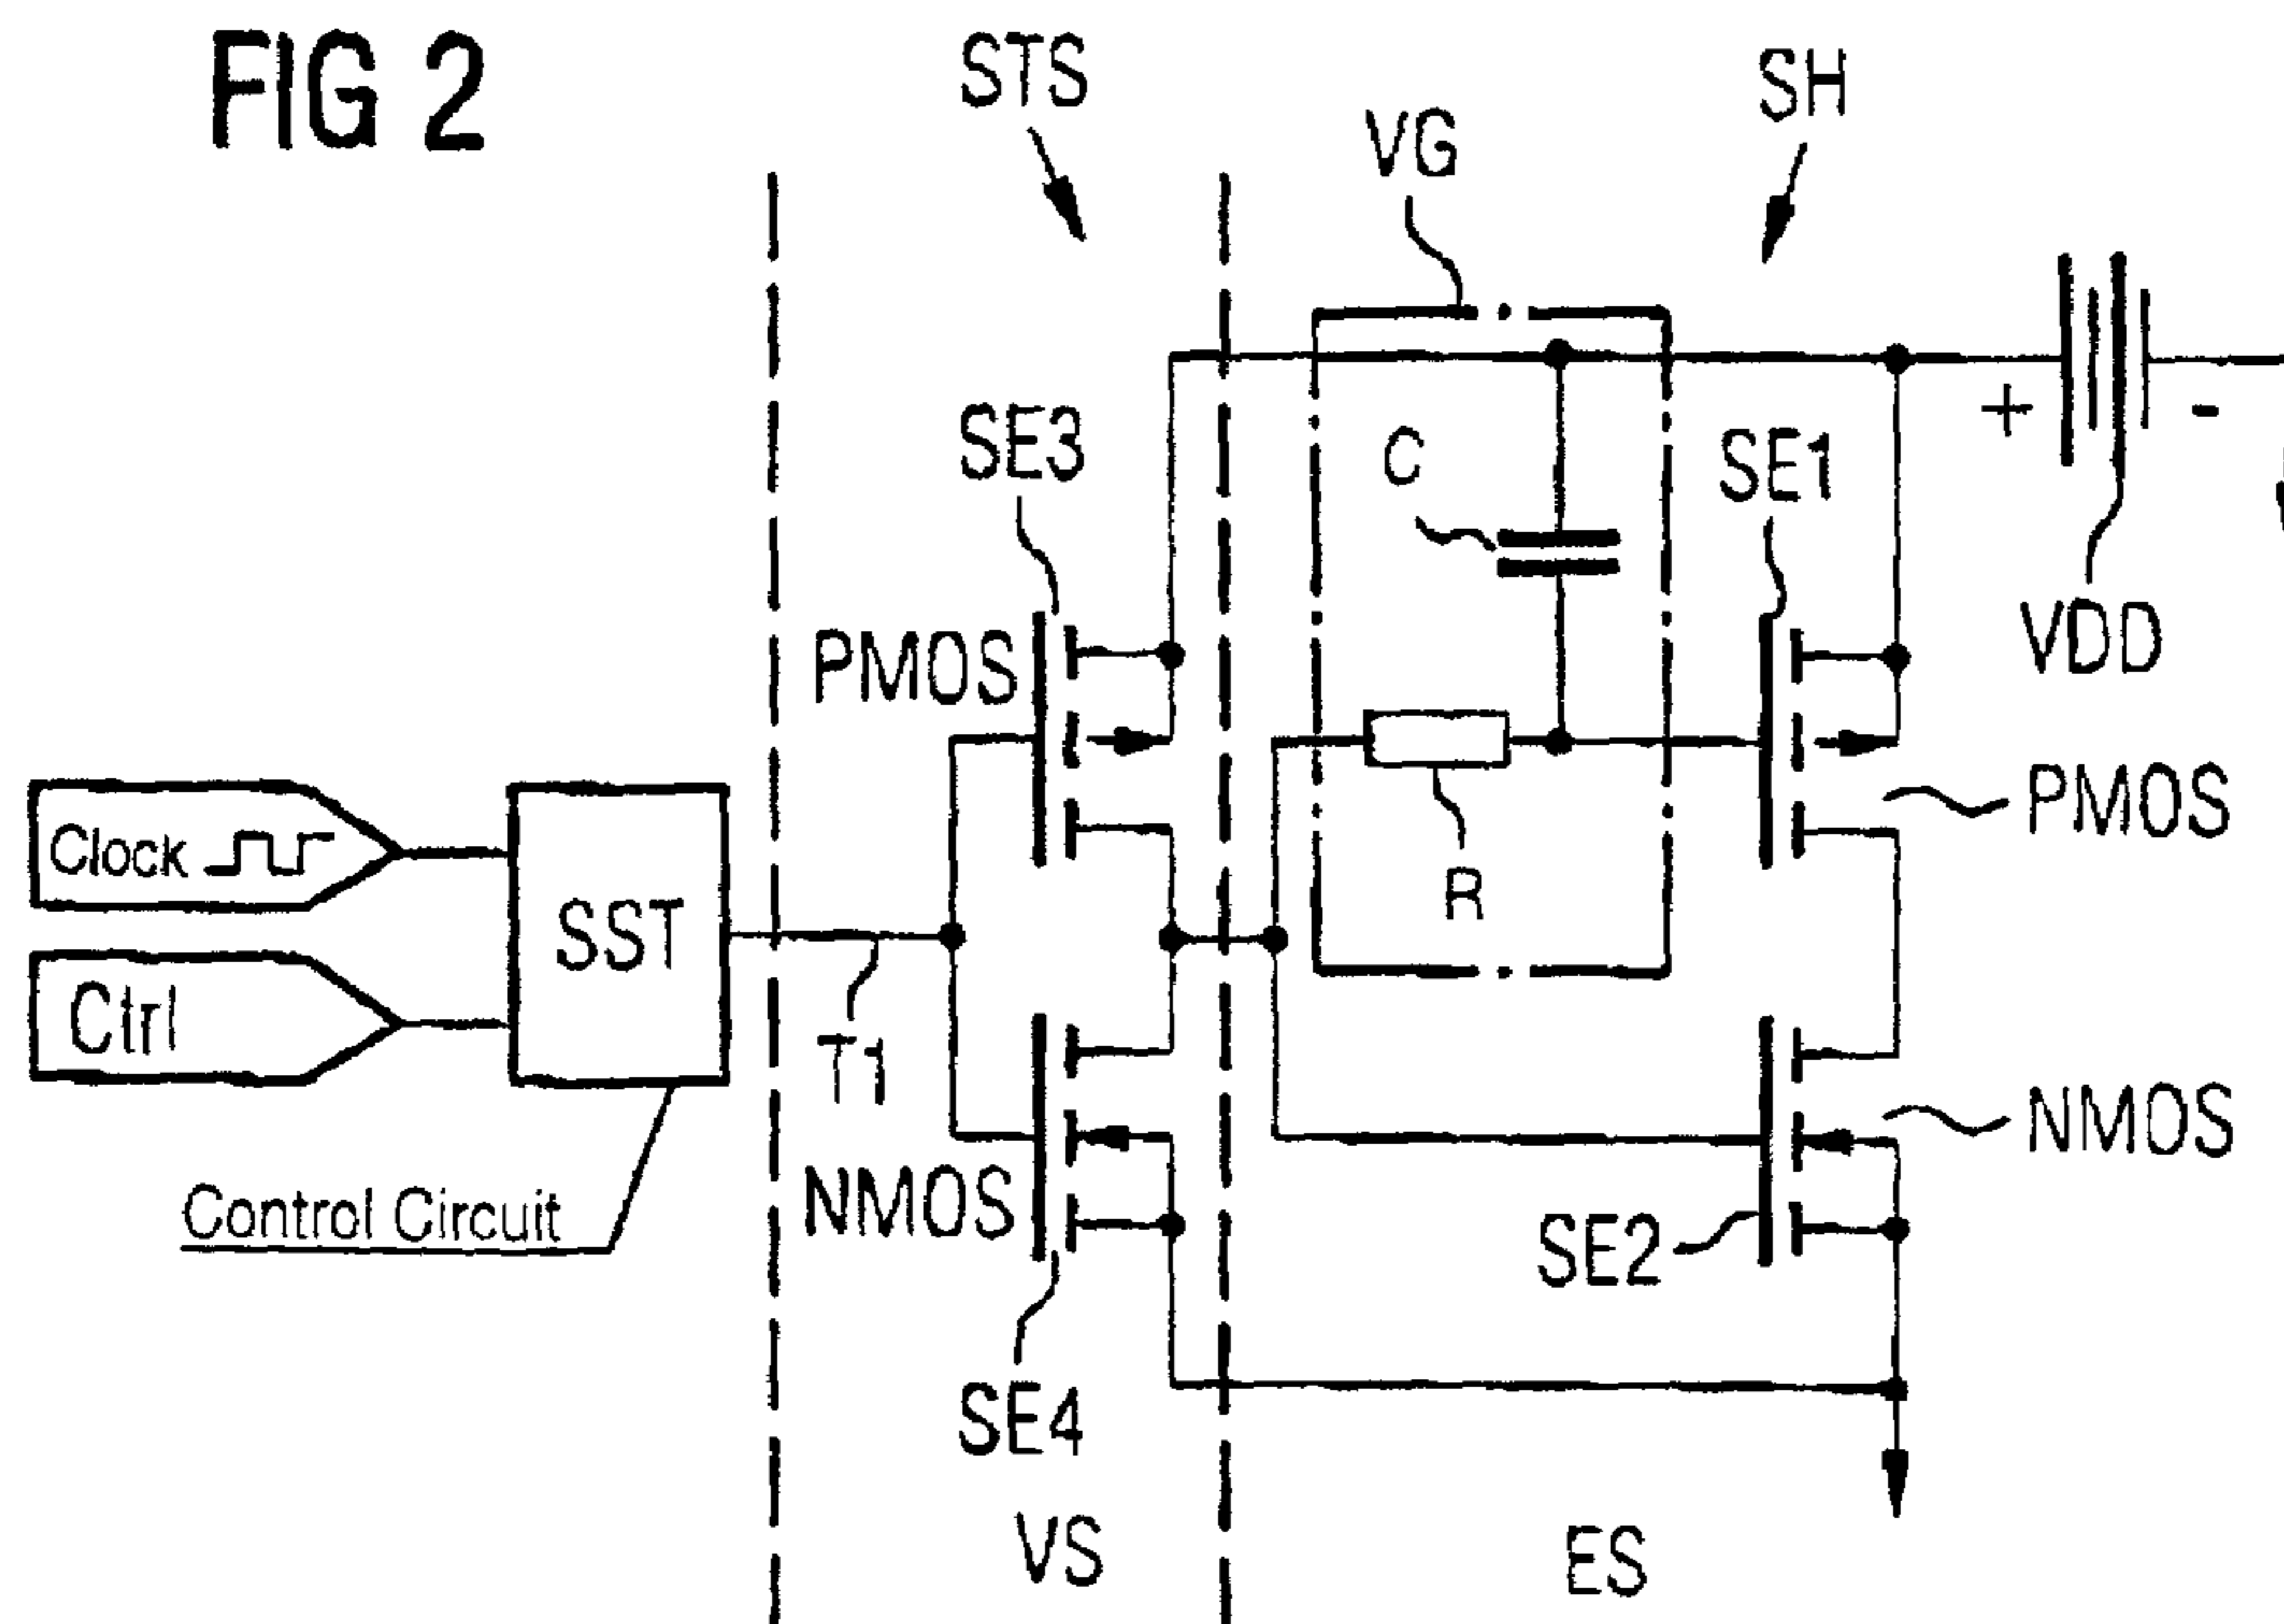 FIG 2
STS
SH
VG
SE3
C
SE1
+
-
PMOS
VDD
PMOS
Clock
R
SST
Ctrl
T1
NMOS
Control Circuit
NMOS
SE2
SE4
VS
ES